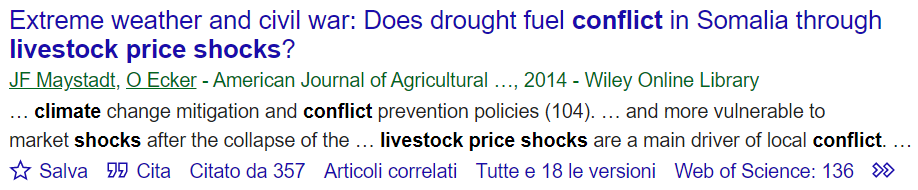 Extreme weather and civil war: Does drought fuel conflict in Somalia through
livestock price shocks?
JF Maystadt, O Ecker - American Journal of Agricultural …, 2014 - Wiley Online Library
… climate change mitigation and conflict prevention policies (104). … and more vulnerable to
market shocks after the collapse of the … livestock price shocks are a main driver of local conflict. …
Salva Cita Citato da 357 Articoli correlati Tutte e 18 le versioni Web of Science: 136